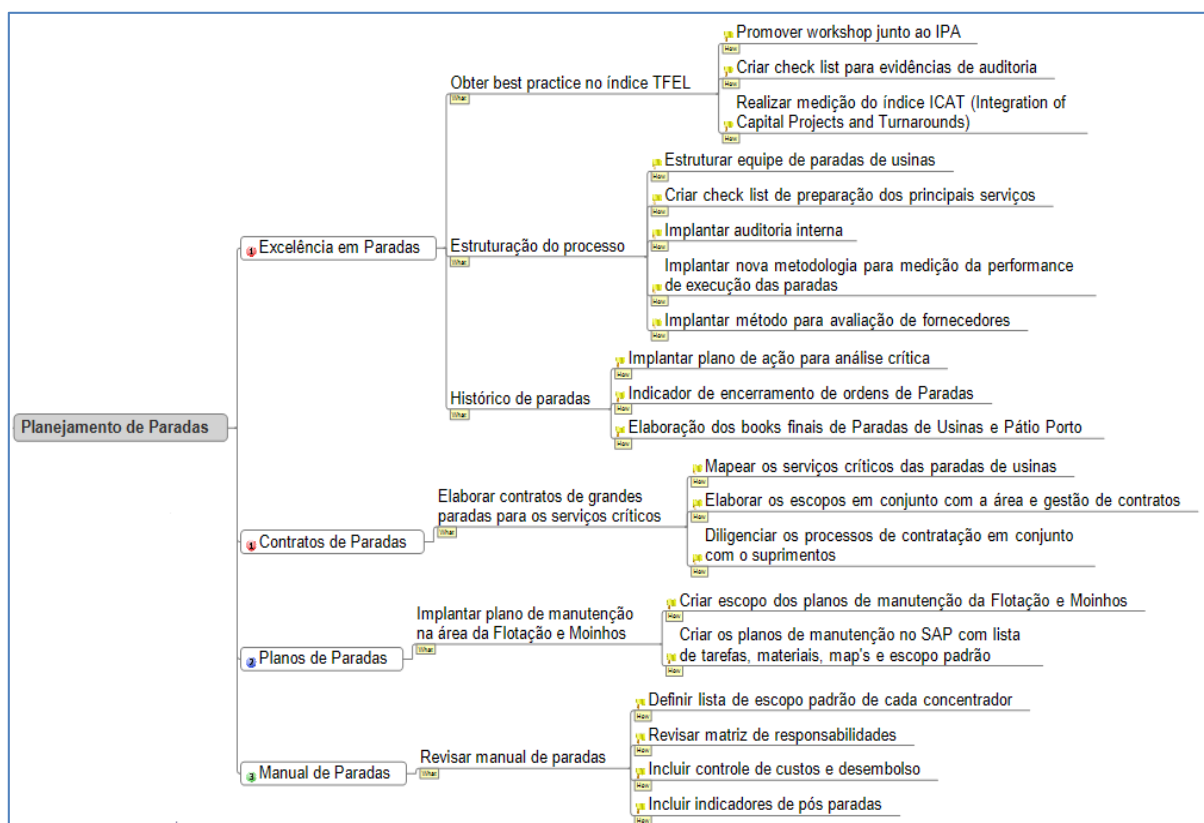 Planejamento de Paradas
1 Excelência em Paradas
Obter best practice no índice TFEL
What
Promover workshop junto ao IPA
How
Criar check list para evidências de auditoria
How
Realizar medição do índice ICAT (Integration of
Capital Projects and Turnarounds)
How
Estruturação do processo
What
Estruturar equipe de paradas de usinas
How
Criar check list de preparação dos principais serviços
How
Implantar auditoria interna
How
Implantar nova metodologia para medição da performance
de execução das paradas
How
Implantar método para avaliação de fornecedores
How
Histórico de paradas
What
Implantar plano de ação para análise crítica
How
Indicador de encerramento de ordens de Paradas
How
Elaboração dos books finais de Paradas de Usinas e Pátio Porto
How
1 Contratos de Paradas
Elaborar contratos de grandes
paradas para os serviços críticos
What
Mapear os serviços críticos das paradas de usinas
How
Elaborar os escopos em conjunto com a área e gestão de contratos
How
Diligenciar os processos de contratação em conjunto
com o suprimentos
How
2 Planos de Paradas
Implantar plano de manutenção
na área da Flotação e Moinhos
What
Criar escopo dos planos de manutenção da Flotação e Moinhos
How
Criar os planos de manutenção no SAP com lista
de tarefas, materiais, map's e escopo padrão
How
3 Manual de Paradas
Revisar manual de paradas
What
Definir lista de escopo padrão de cada concentrador
How
Revisar matriz de responsabilidades
How
Incluir controle de custos e desembolso
How
Incluir indicadores de pós paradas
How